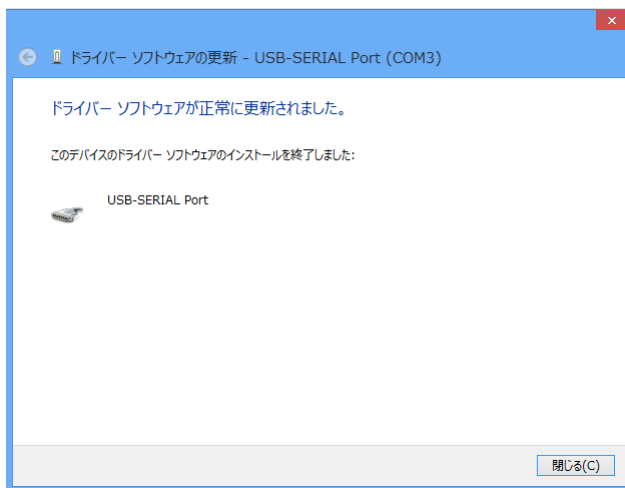 ドライバー ソフトウェアの更新 - USB-SERIAL Port (COM3)
ドライバー ソフトウェアが正常に更新されました。
このデバイスのドライバー ソフトウェアのインストールを終了しました:
USB-SERIAL Port
閉じる(C)